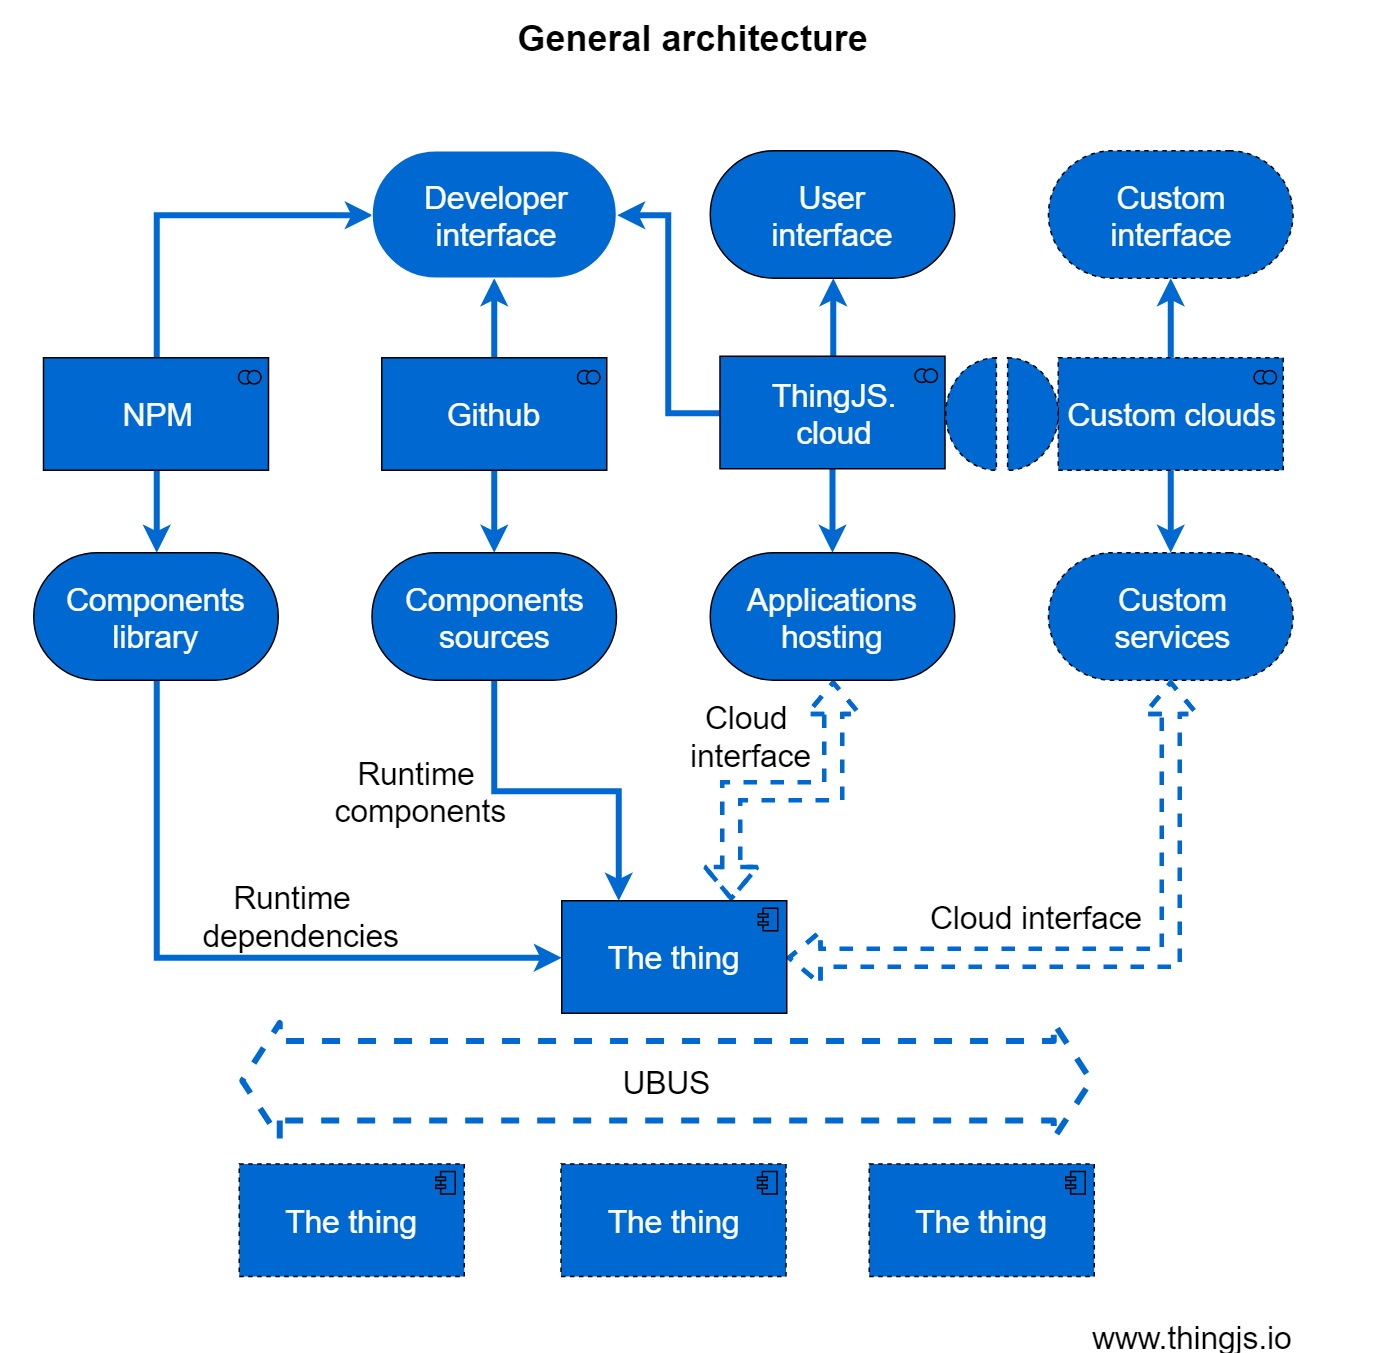 General architecture
Developer
interface
User
interface
Custom
interface
NPM
Github
ThingJS.
cloud
Custom clouds
Components
library
Components
sources
Applications
hosting
Custom
services
Cloud
interface
Runtime
components
Runtime
dependencies
Cloud interface
The thing
UBUS
The thing
The thing
The thing
www.thingjs.io